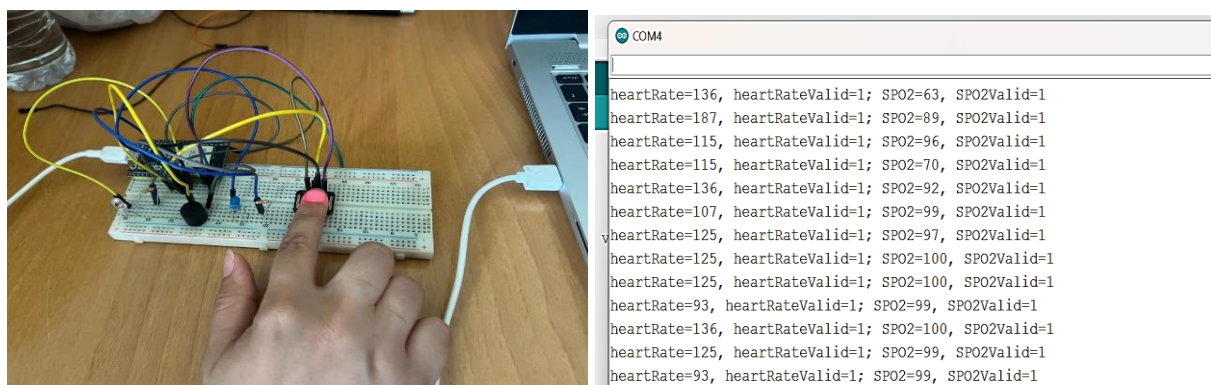 COM4
heartRate=136, heartRateValid=1; SPO2=63, SPO2Valid=1
heartRate=187, heartRateValid=1; SPO2=89, SPO2Valid=1
heartRate=115, heartRateValid=1; SPO2=96, SPO2Valid=1
heartRate=115, heartRateValid=1; SPO2=70, SPO2Valid=1
heartRate=136, heartRateValid=1; SPO2=92, SPO2Valid=1
heartRate=107, heartRateValid=1; SPO2=99, SPO2Valid=1
heartRate=125, heartRateValid=1; SPO2=97, SPO2Valid=1
heartRate=125, heartRateValid=1; SPO2=100, SPO2Valid=1
heartRate=125, heartRateValid=1; SPO2=100, SPO2Valid=1
heartRate=93, heartRateValid=1; SPO2=99, SPO2Valid=1
heartRate=136, heartRateValid=1; SPO2=100, SPO2Valid=1
heartRate=125, heartRateValid=1; SPO2=99, SPO2Valid=1
heartRate=93, heartRateValid=1; SPO2=99, SPO2Valid=1